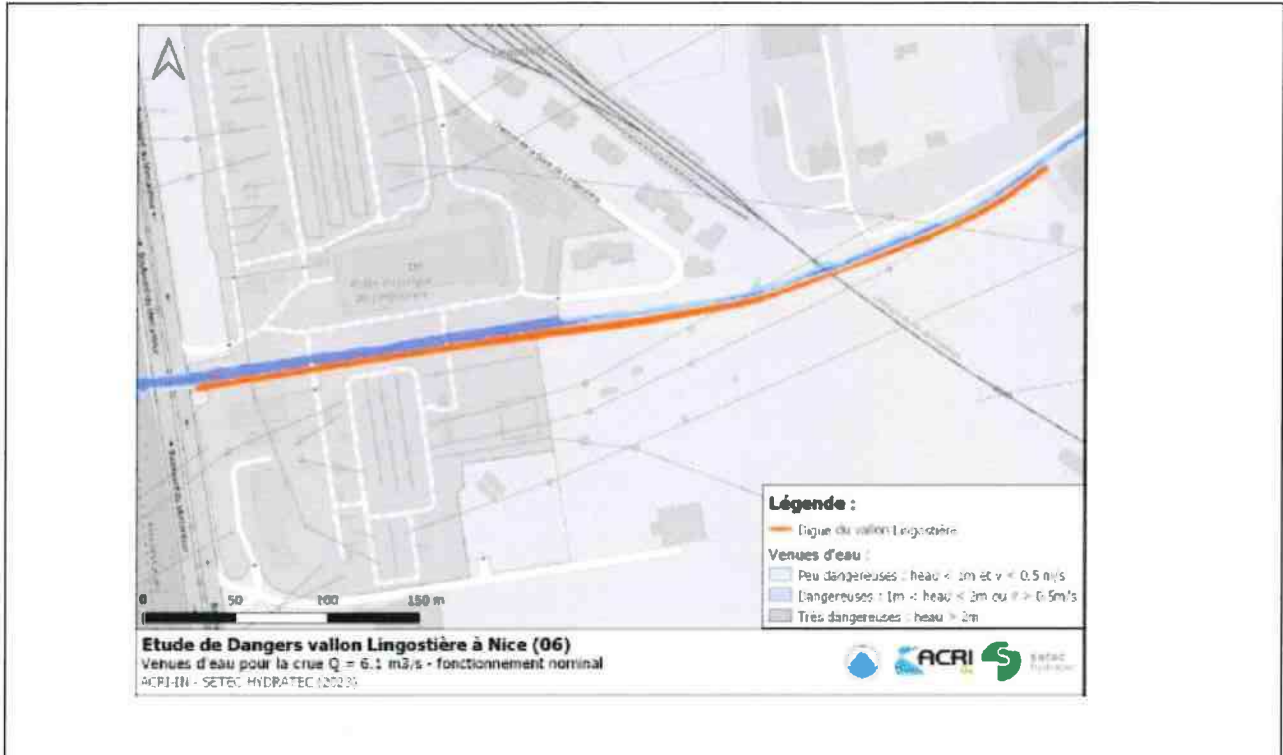 Légende :
Digue du vallon Lingostière
Venues d'eau :
Peu dangereuses : heau < 1m et v < 0.5 m/s
Dangereuses : 1m < heau < 2m ou v > 0.5m/s
Très dangereuses : heau > 2m
0 50 100 150 m
Etude de Dangers vallon Lingostière à Nice (06)
Venues d'eau pour la crue Q = 6.1 m3/s - fonctionnement nominal
ACRI-IN - SETEC HYDRATEC (2023)
ACRI
setec
hydratec